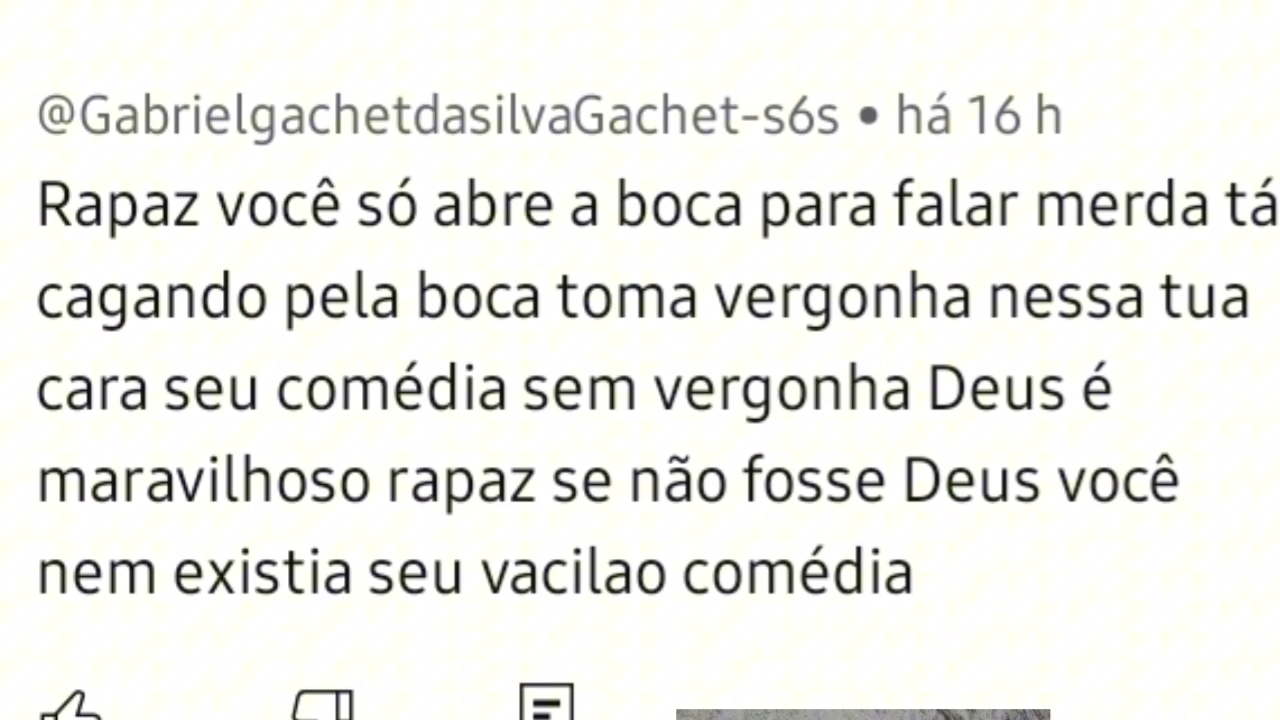 @GabrielgachetdasilvaGachet-s6s • há 16 h
Rapaz você só abre a boca para falar merda tá
cagando pela boca toma vergonha nessa tua
cara seu comédia sem vergonha Deus é
maravilhoso rapaz se não fosse Deus você
nem existia seu vacilao comédia